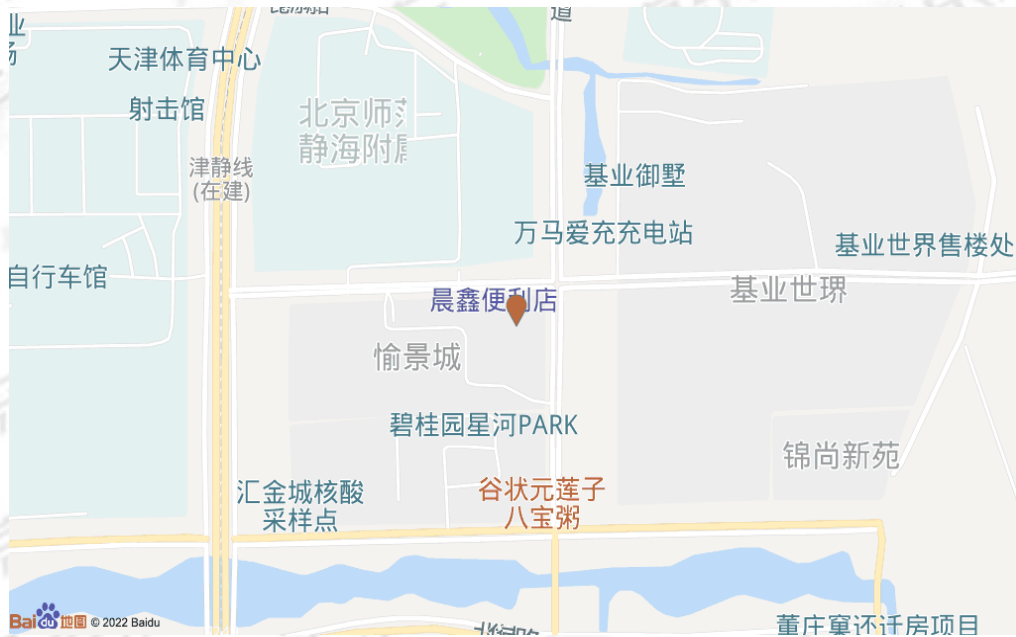 道
天津体育中心
射击馆
北京师范
静海附属
津静线
(在建)
基业御墅
万马爱充充电站
基业世界售楼处
自行车馆
晨鑫便利店
基业世琾
愉景城
碧桂园星河PARK
锦尚新苑
汇金城核酸
采样点
谷状元莲子
八宝粥
Bai du 地图 © 2022 Baidu
董庄窠还迁房项目